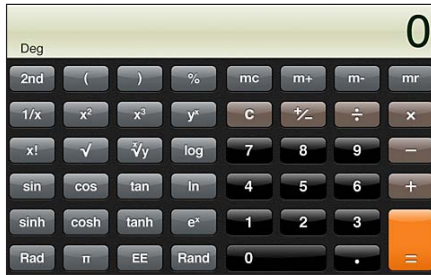 0
Deg
2nd ( ) % mc m+ m- mr
1/x x² x³ yˣ C +/- ÷ ×
x! √ ˣ√y log 7 8 9 −
sin cos tan ln 4 5 6 +
sinh cosh tanh eˣ 1 2 3
Rad π EE Rand 0 . =